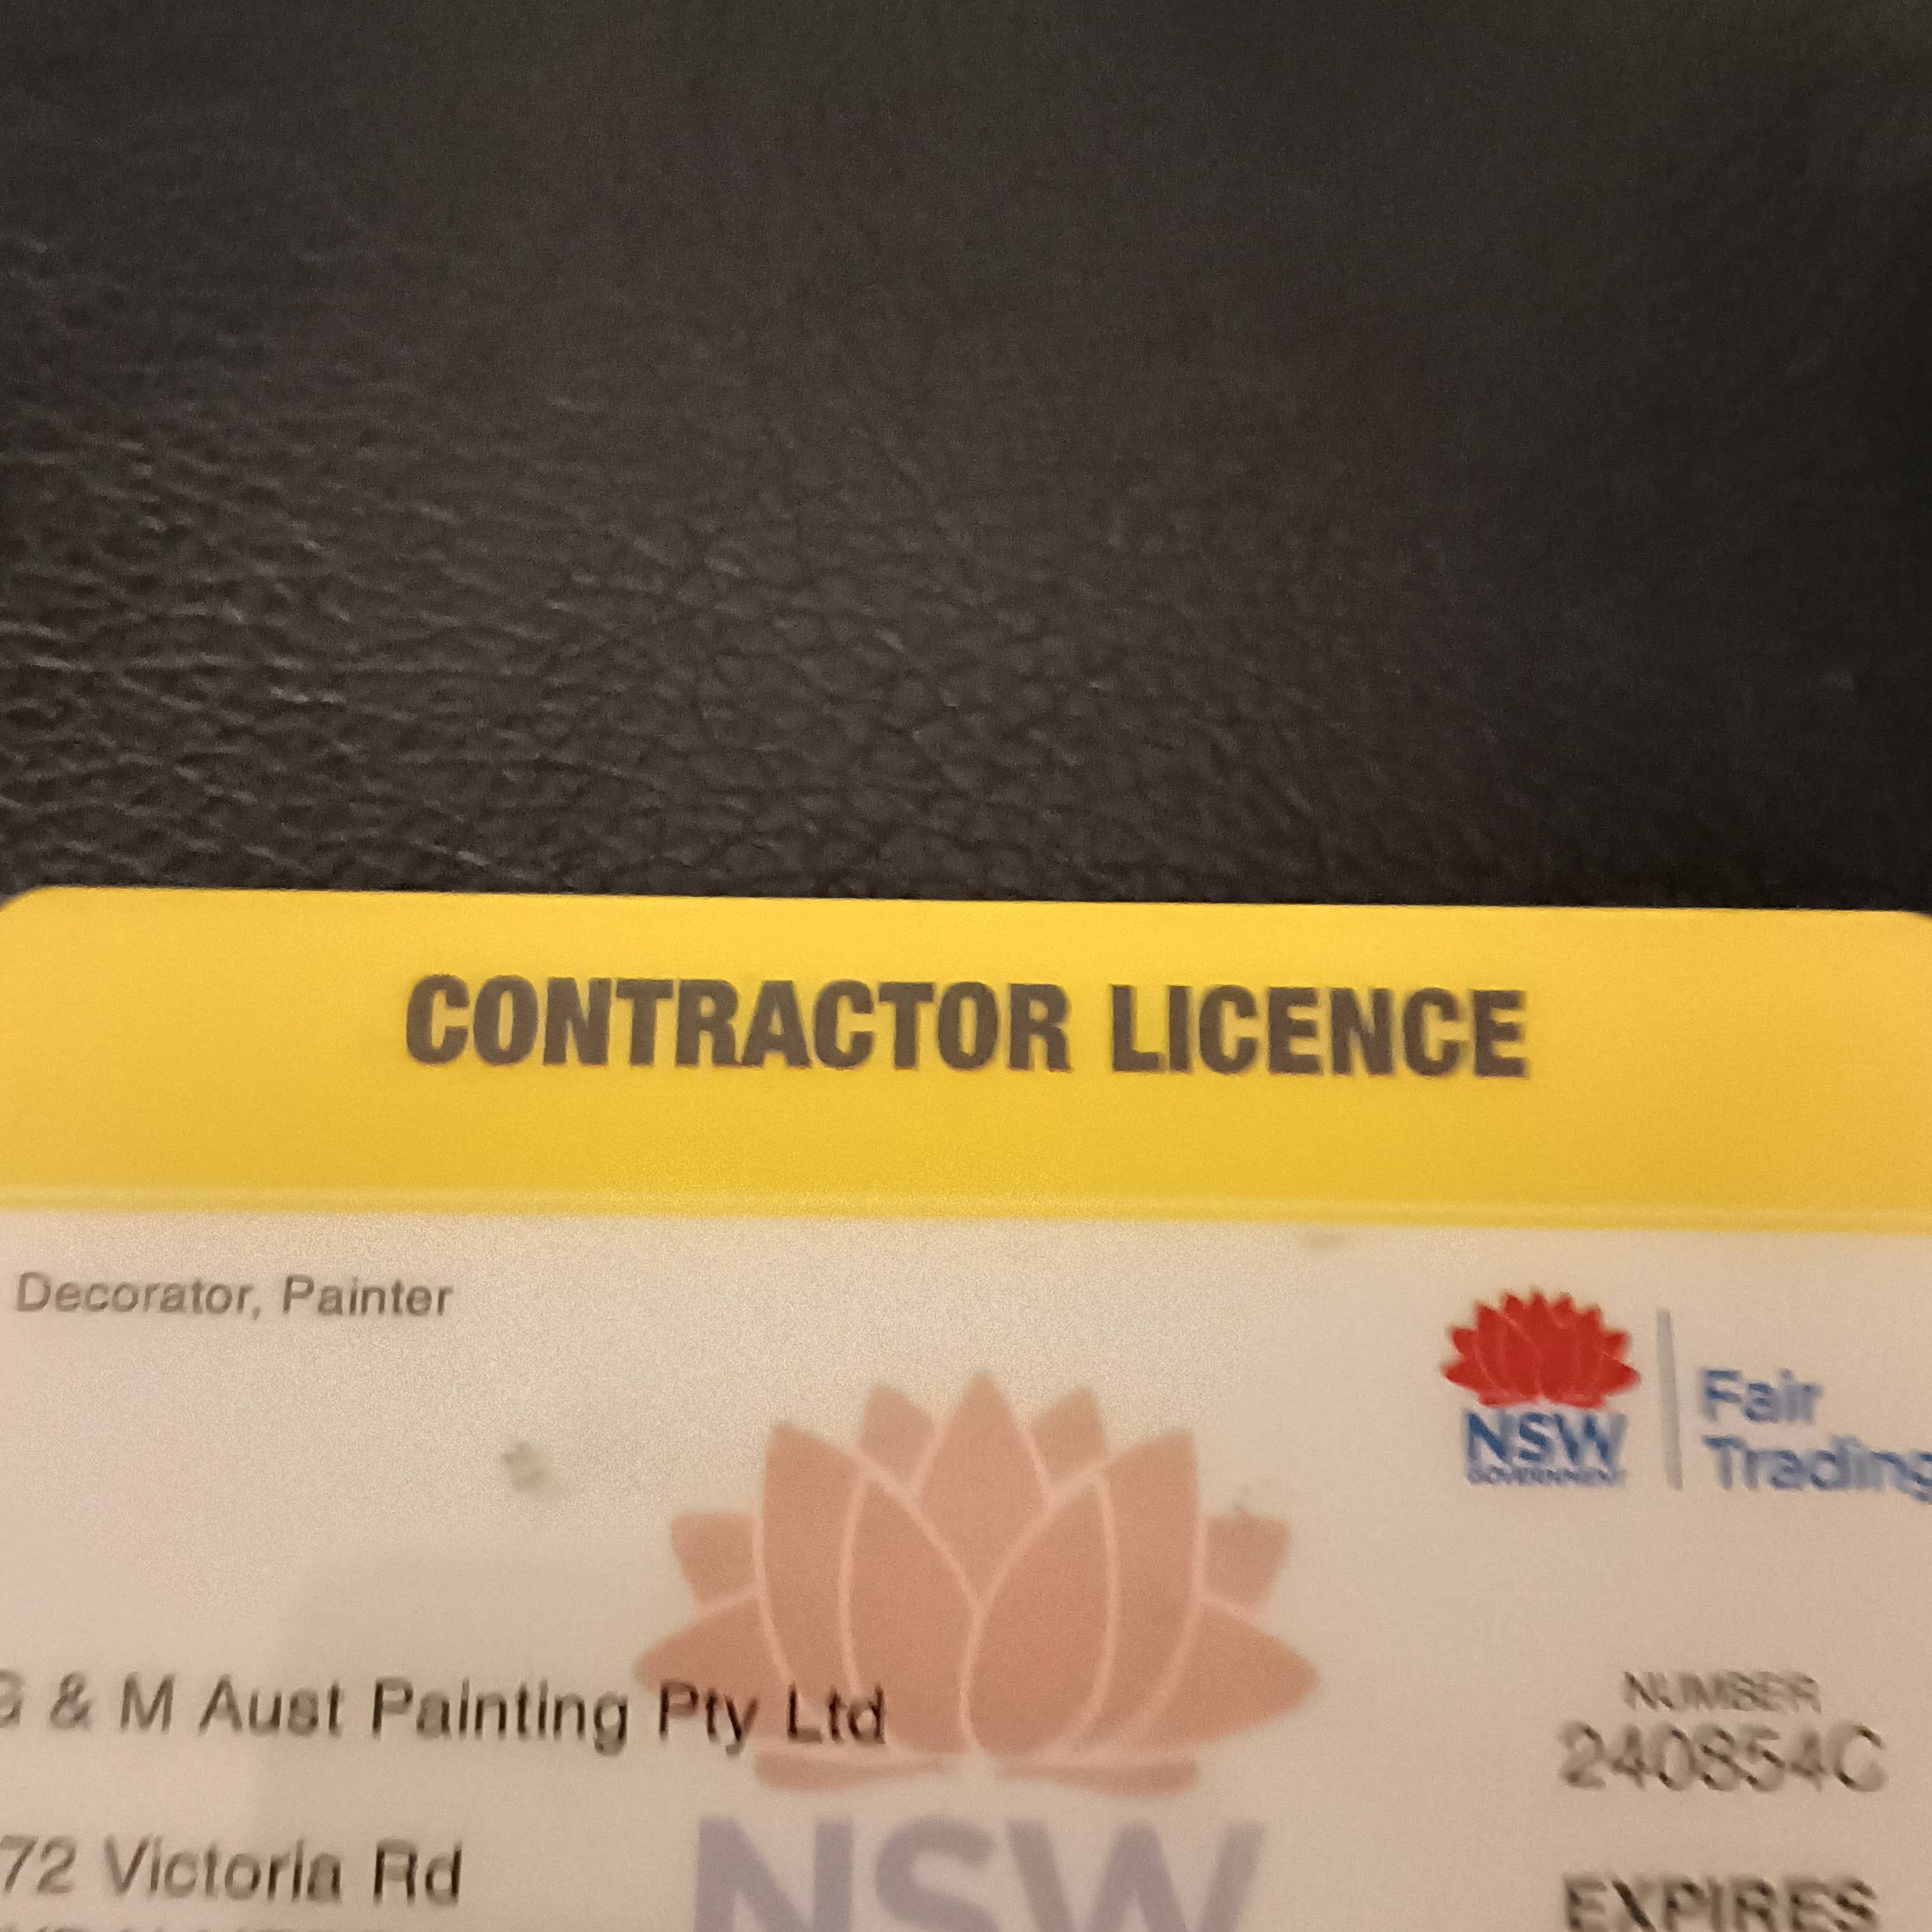 CONTRACTOR LICENCE
Decorator, Painter
NSW
GOVERNMENT
Fair
Trading
& M Aust Painting Pty Ltd
NUMBER
240854C
72 Victoria Rd
NSW
EXPIRES